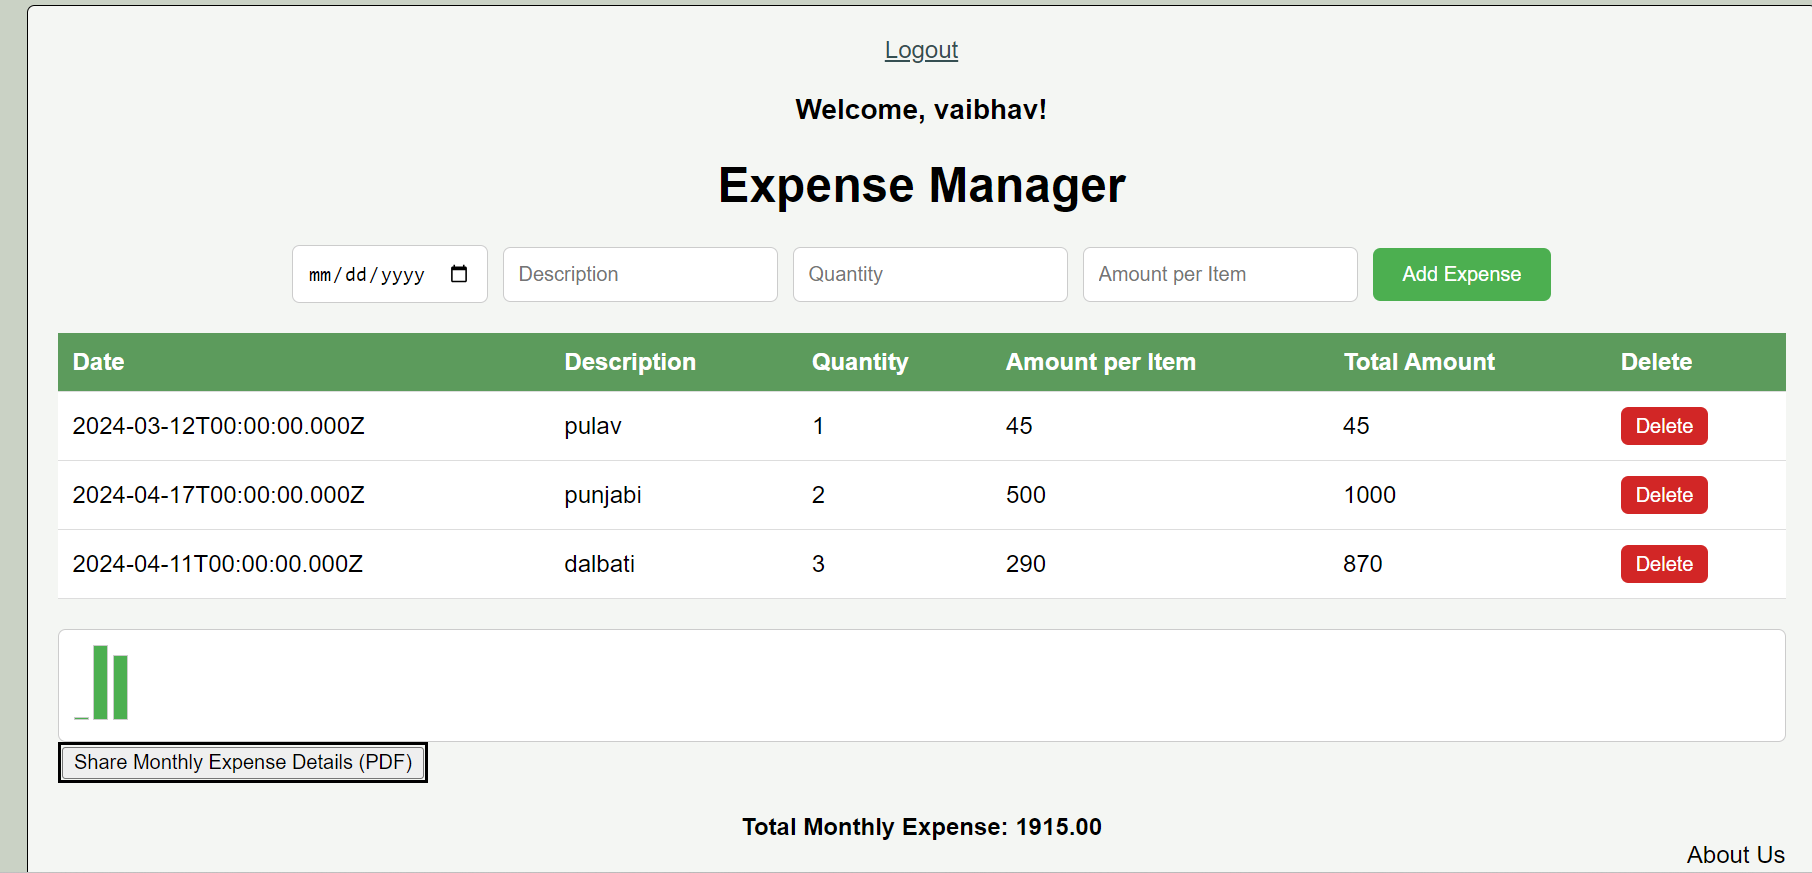 Logout
Welcome, vaibhav!
Expense Manager
mm/dd/yyyy Description Quantity Amount per Item Add Expense
Date Description Quantity Amount per Item Total Amount Delete
2024-03-12T00:00:00.000Z pulav 1 45 45 Delete
2024-04-17T00:00:00.000Z punjabi 2 500 1000 Delete
2024-04-11T00:00:00.000Z dalbati 3 290 870 Delete
Share Monthly Expense Details (PDF)
Total Monthly Expense: 1915.00
About Us